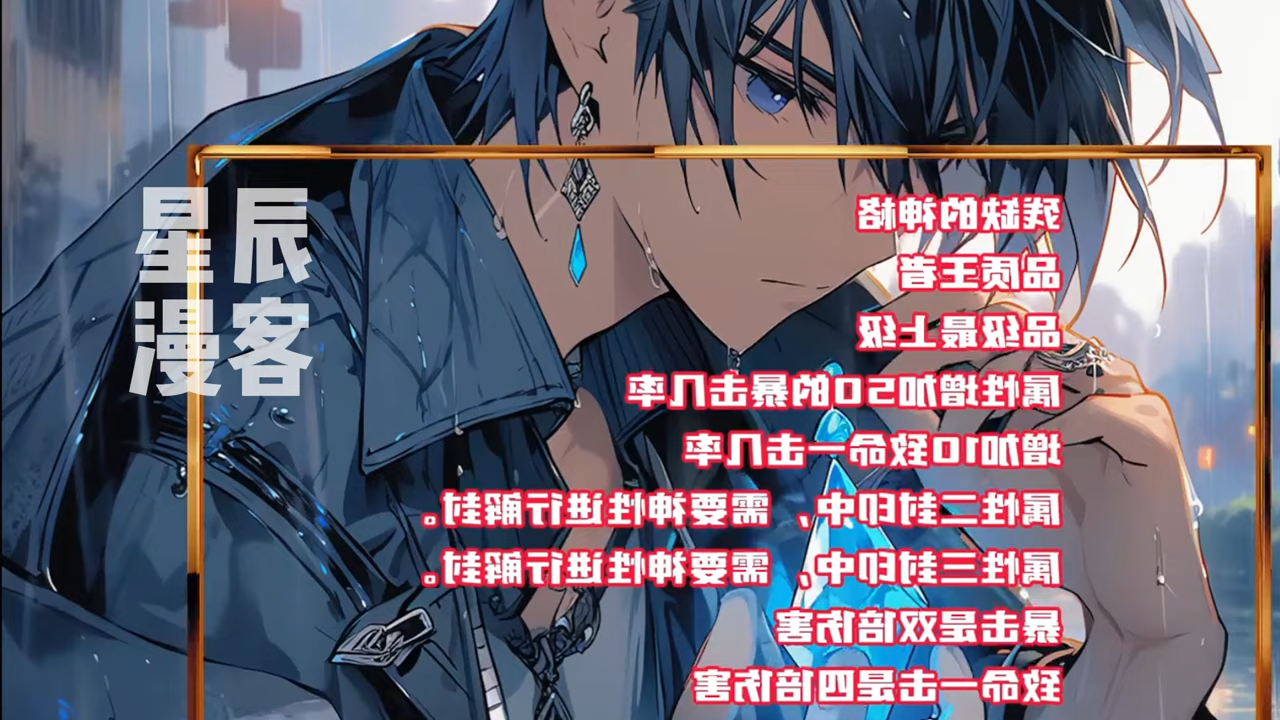 星辰
漫客
残缺的神格
品质王者
品级最上级
属性增加50的暴击几率
增加10致命一击几率
属性二封印中、需要神性进行解封。
属性三封印中、需要神性进行解封。
暴击是双倍伤害
致命一击是四倍伤害